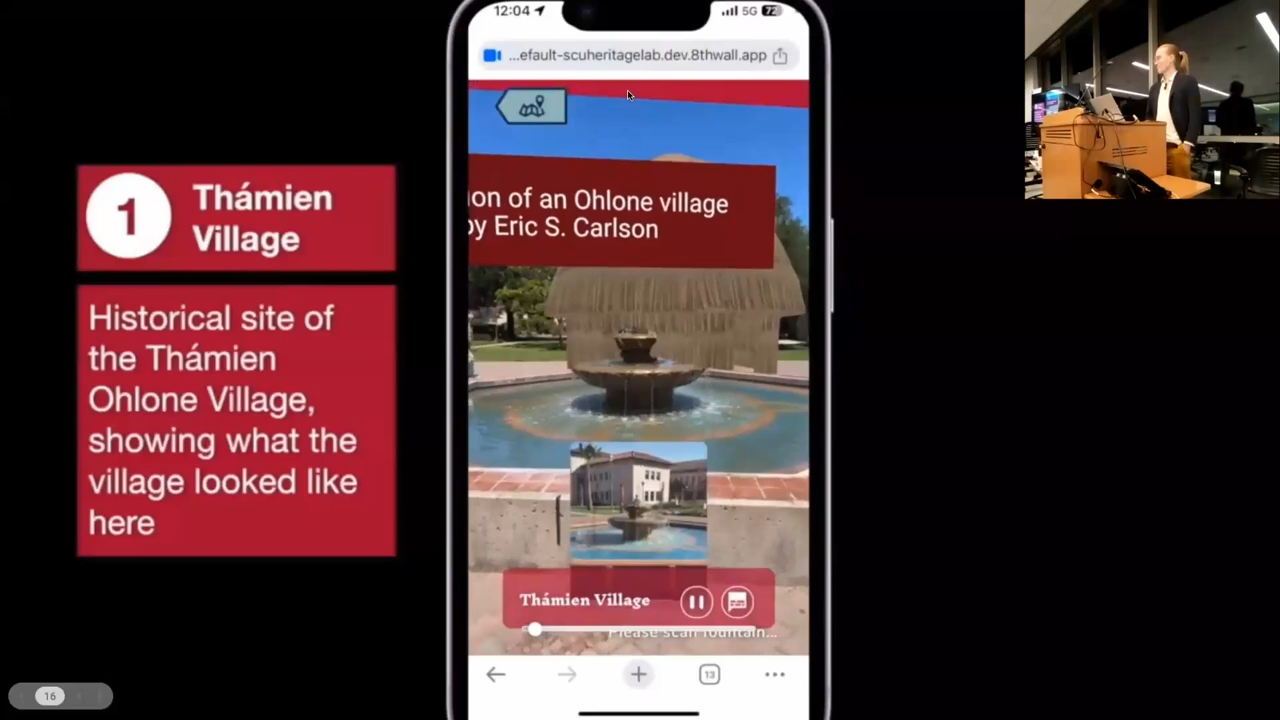 12:04
5G
72
...efault-scuheritagelab.dev.8thwall.app
1
Thámien
Village
Historical site of
the Thámien
Ohlone Village,
showing what the
village looked like
here
ion of an Ohlone village
by Eric S. Carlson
Thámien Village
Please scan fountain...
13
16